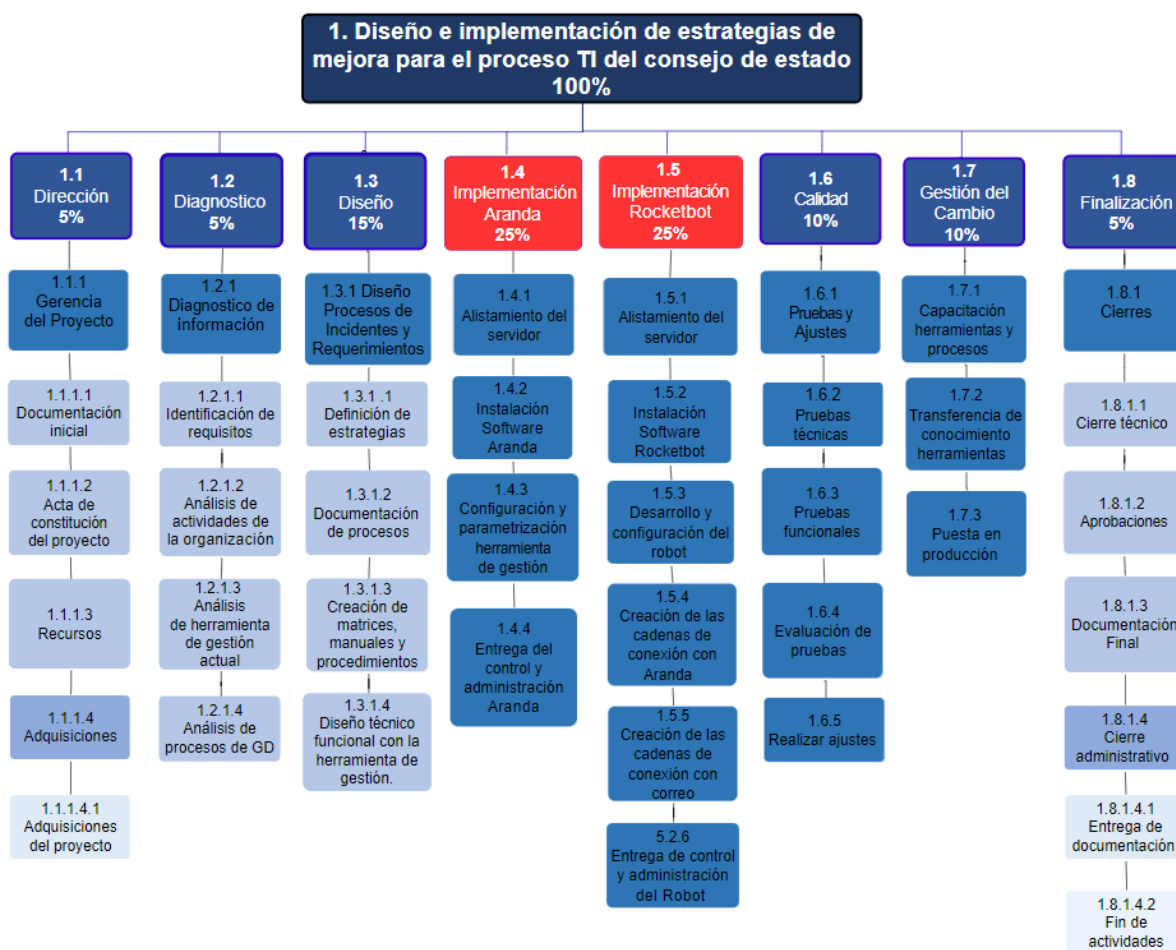 1. Diseño e implementación de estrategias de
mejora para el proceso TI del consejo de estado
100%
1.1
Dirección
5%
1.1.1
Gerencia
del Proyecto
1.1.1.1
Documentación
inicial
1.1.1.2
Acta de
constitución
del proyecto
1.1.1.3
Recursos
1.1.1.4
Adquisiciones
1.1.1.4.1
Adquisiciones
del proyecto
1.2
Diagnostico
5%
1.2.1
Diagnostico de
información
1.2.1.1
Identificación de
requisitos
1.2.1.2
Análisis de
actividades de
la organización
1.2.1.3
Análisis
de herramienta
de gestión
actual
1.2.1.4
Análisis de
procesos de GD
1.3
Diseño
15%
1.3.1 Diseño
Procesos de
Incidentes y
Requerimientos
1.3.1 .1
Definición de
estrategias
1.3.1.2
Documentación
de procesos
1.3.1.3
Creación de
matrices,
manuales y
procedimientos
1.3.1.4
Diseño técnico
funcional con la
herramienta de
gestión.
1.4
Implementación
Aranda
25%
1.4.1
Alistamiento del
servidor
1.4.2
Instalación
Software
Aranda
1.4.3
Configuración y
parametrización
herramienta
de gestión
1.4.4
Entrega del
control y
administración
Aranda
1.5
Implementación
Rocketbot
25%
1.5.1
Alistamiento del
servidor
1.5.2
Instalación
Software
Rocketbot
1.5.3
Desarrollo y
configuración del
robot
1.5.4
Creación de las
cadenas de
conexión con
Aranda
1.5.5
Creación de las
cadenas de
conexión con
correo
5.2.6
Entrega de control
y administración
del Robot
1.6
Calidad
10%
1.6.1
Pruebas y
Ajustes
1.6.2
Pruebas
técnicas
1.6.3
Pruebas
funcionales
1.6.4
Evaluación de
pruebas
1.6.5
Realizar ajustes
1.7
Gestión del
Cambio
10%
1.7.1
Capacitación
herramientas y
procesos
1.7.2
Transferencia de
conocimiento
herramientas
1.7.3
Puesta en
producción
1.8
Finalización
5%
1.8.1
Cierres
1.8.1.1
Cierre técnico
1.8.1.2
Aprobaciones
1.8.1.3
Documentación
Final
1.8.1.4
Cierre
administrativo
1.8.1.4.1
Entrega de
documentación
1.8.1.4.2
Fin de
actividades